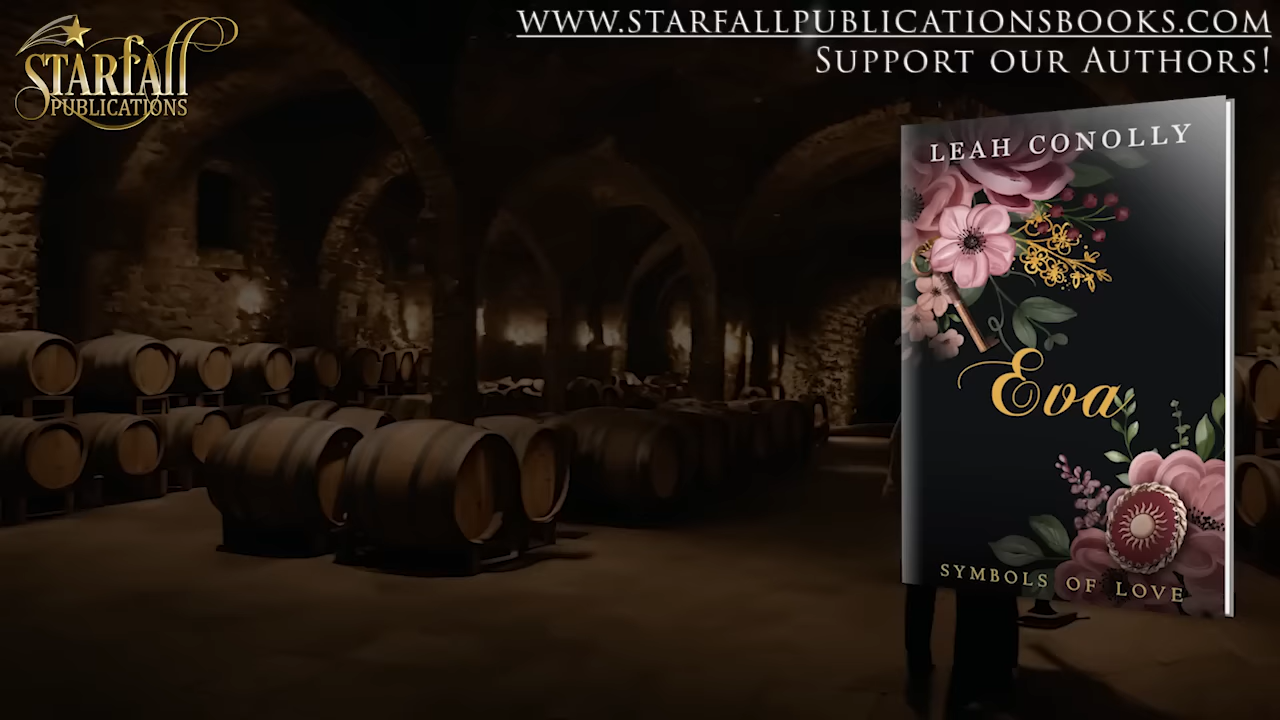 STARfall
PUBLICATIONS
WWW.STARFALLPUBLICATIONSBOOKS.COM
SUPPORT OUR AUTHORS!
LEAH CONOLLY
Eva
SYMBOLS OF LOVE